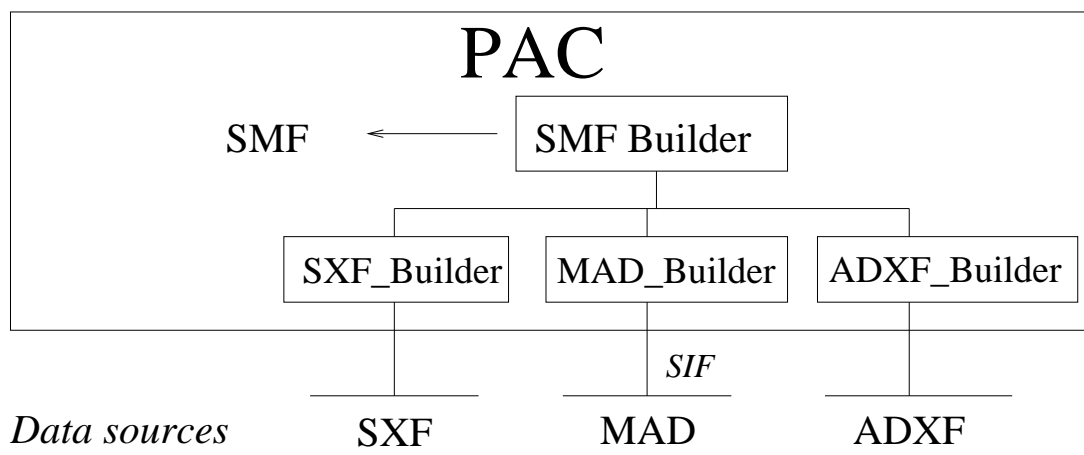 PAC
SMF SMF Builder
SXF_Builder MAD_Builder ADXF_Builder
SIF
Data sources SXF MAD ADXF